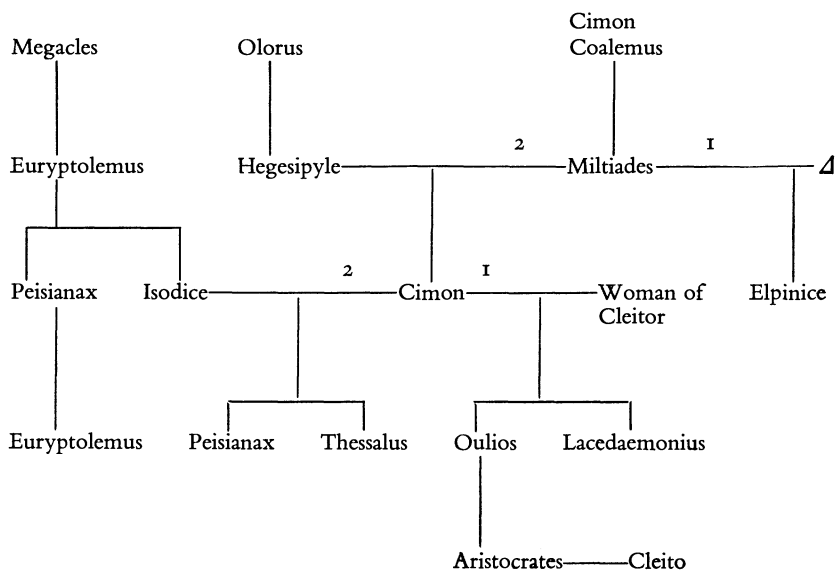 Cimon
Megacles Olorus Coalemus
2 1
Euryptolemus Hegesipyle Miltiades Δ
2 1
Peisianax Isodice Cimon Woman of Elpinice
Cleitor
Euryptolemus Peisianax Thessalus Oulios Lacedaemonius
Aristocrates Cleito